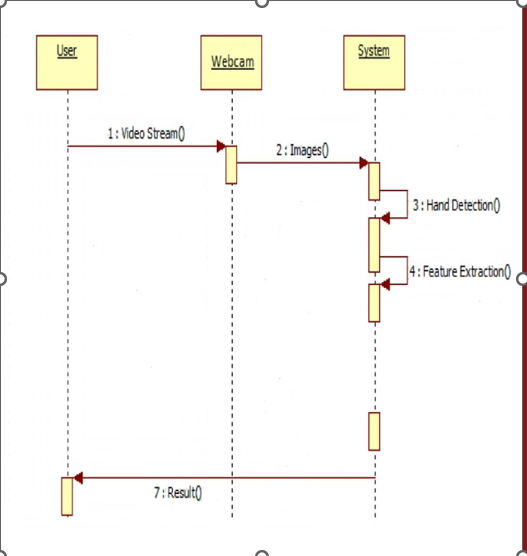 User
Webcam
System
1 : Video Stream()
2 : Images()
3 : Hand Detection()
4 : Feature Extraction()
7 : Result()